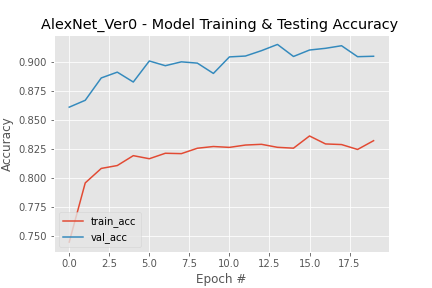 AlexNet_Ver0 - Model Training & Testing Accuracy
Accuracy
0.900
0.875
0.850
0.825
0.800
0.775
0.750
train_acc
val_acc
0.0 2.5 5.0 7.5 10.0 12.5 15.0 17.5
Epoch #